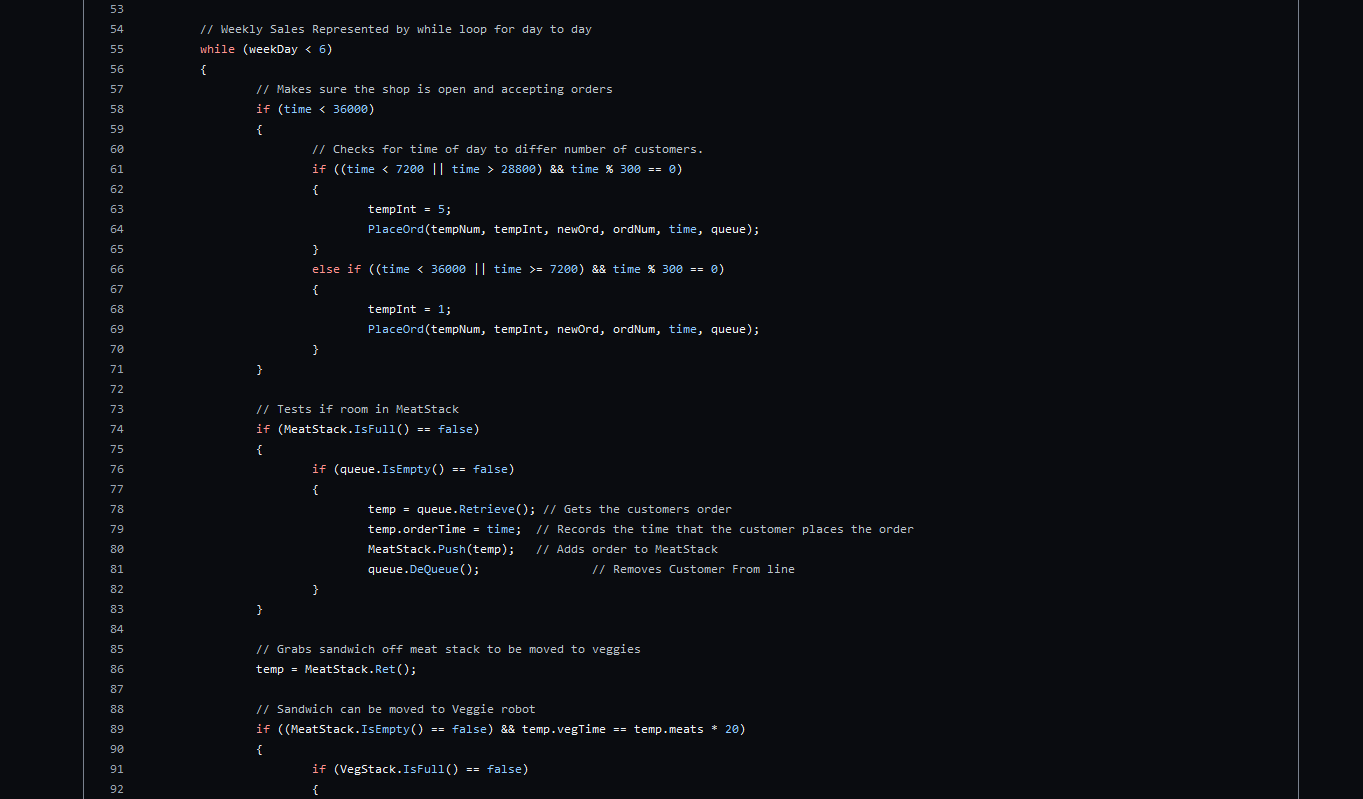 53
54 // Weekly Sales Represented by while loop for day to day
55 while (weekDay < 6)
56 {
57 // Makes sure the shop is open and accepting orders
58 if (time < 36000)
59 {
60 // Checks for time of day to differ number of customers.
61 if ((time < 7200 || time > 28800) && time % 300 == 0)
62 {
63 tempInt = 5;
64 PlaceOrd(tempNum, tempInt, newOrd, ordNum, time, queue);
65 }
66 else if ((time < 36000 || time >= 7200) && time % 300 == 0)
67 {
68 tempInt = 1;
69 PlaceOrd(tempNum, tempInt, newOrd, ordNum, time, queue);
70 }
71 }
72
73 // Tests if room in MeatStack
74 if (MeatStack.IsFull() == false)
75 {
76 if (queue.IsEmpty() == false)
77 {
78 temp = queue.Retrieve(); // Gets the customers order
79 temp.orderTime = time; // Records the time that the customer places the order
80 MeatStack.Push(temp); // Adds order to MeatStack
81 queue.DeQueue(); // Removes Customer From line
82 }
83 }
84
85 // Grabs sandwich off meat stack to be moved to veggies
86 temp = MeatStack.Ret();
87
88 // Sandwich can be moved to Veggie robot
89 if ((MeatStack.IsEmpty() == false) && temp.vegTime == temp.meats * 20)
90 {
91 if (VegStack.IsFull() == false)
92 {